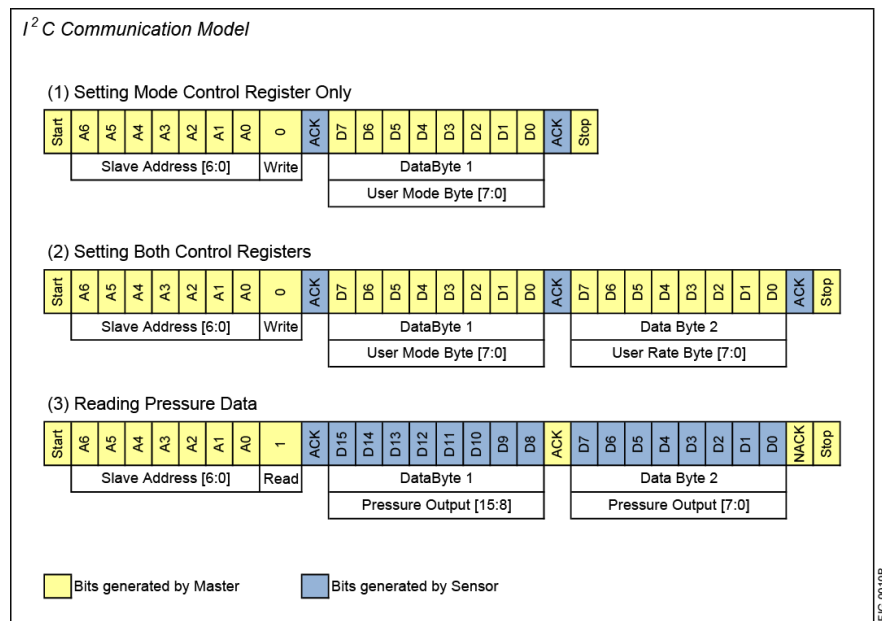 I²C Communication Model
(1) Setting Mode Control Register Only
Start A6 A5 A4 A3 A2 A1 A0 0 ACK D7 D6 D5 D4 D3 D2 D1 D0 ACK Stop
Slave Address [6:0] Write DataByte 1
User Mode Byte [7:0]
(2) Setting Both Control Registers
Start A6 A5 A4 A3 A2 A1 A0 0 ACK D7 D6 D5 D4 D3 D2 D1 D0 ACK D7 D6 D5 D4 D3 D2 D1 D0 ACK Stop
Slave Address [6:0] Write DataByte 1 Data Byte 2
User Mode Byte [7:0] User Rate Byte [7:0]
(3) Reading Pressure Data
Start A6 A5 A4 A3 A2 A1 A0 1 ACK D15 D14 D13 D12 D11 D10 D9 D8 ACK D7 D6 D5 D4 D3 D2 D1 D0 NACK Stop
Slave Address [6:0] Read DataByte 1 Data Byte 2
Pressure Output [15:8] Pressure Output [7:0]
Bits generated by Master Bits generated by Sensor